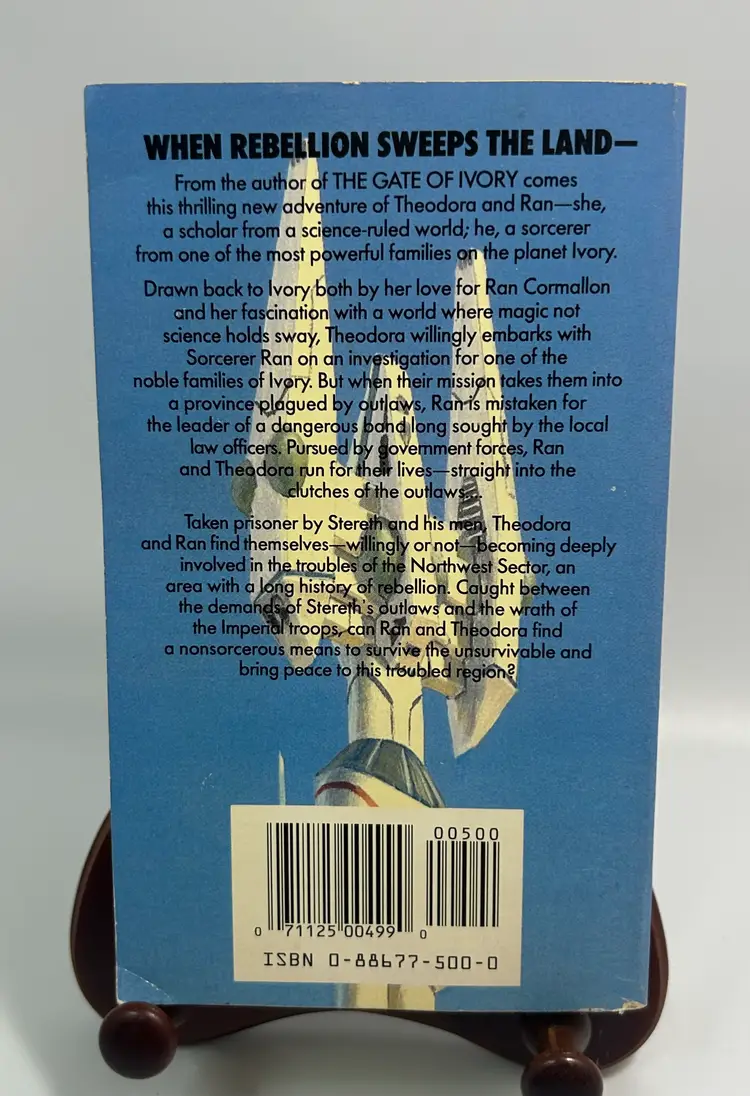 WHEN REBELLION SWEEPS THE LAND—
From the author of THE GATE OF IVORY comes
this thrilling new adventure of Theodora and Ran—she,
a scholar from a science-ruled world; he, a sorcerer
from one of the most powerful families on the planet Ivory.
Drawn back to Ivory both by her love for Ran Cormallon
and her fascination with a world where magic not
science holds sway, Theodora willingly embarks with
Sorcerer Ran on an investigation for one of the
noble families of Ivory. But when their mission takes them into
a province plagued by outlaws, Ran is mistaken for
the leader of a dangerous band long sought by the local
law officers. Pursued by government forces, Ran
and Theodora run for their lives—straight into the
clutches of the outlaws....
Taken prisoner by Stereth and his men, Theodora
and Ran find themselves—willingly or not—becoming deeply
involved in the troubles of the Northwest Sector, an
area with a long history of rebellion. Caught between
the demands of Stereth's outlaws and the wrath of
the Imperial troops, can Ran and Theodora find
a nonsorcerous means to survive the unsurvivable and
bring peace to this troubled region?
00500
0 71125 00499 0
ISBN 0-88677-500-0